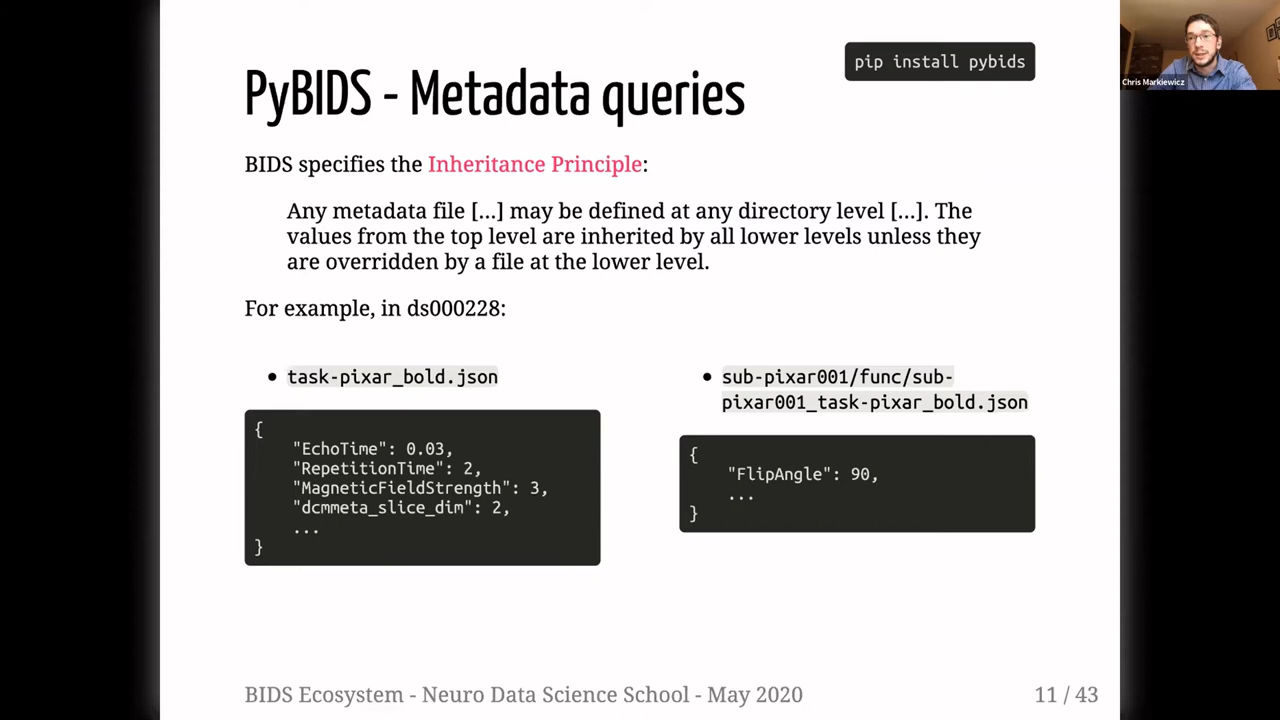 pip install pybids
Chris Markiewicz
PyBIDS - Metadata queries
BIDS specifies the Inheritance Principle:
Any metadata file [...] may be defined at any directory level [...]. The
values from the top level are inherited by all lower levels unless they
are overridden by a file at the lower level.
For example, in ds000228:
• task-pixar_bold.json
{
"EchoTime": 0.03,
"RepetitionTime": 2,
"MagneticFieldStrength": 3,
"dcmmeta_slice_dim": 2,
...
}
• sub-pixar001/func/sub-
pixar001_task-pixar_bold.json
{
"FlipAngle": 90,
...
}
BIDS Ecosystem - Neuro Data Science School - May 2020
11 / 43